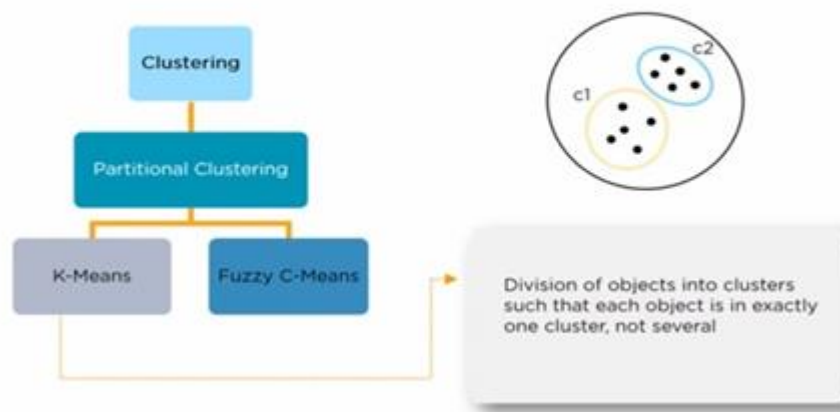 Clustering
Partitional Clustering
K-Means
Fuzzy C-Means
c2
c1
Division of objects into clusters
such that each object is in exactly
one cluster, not several